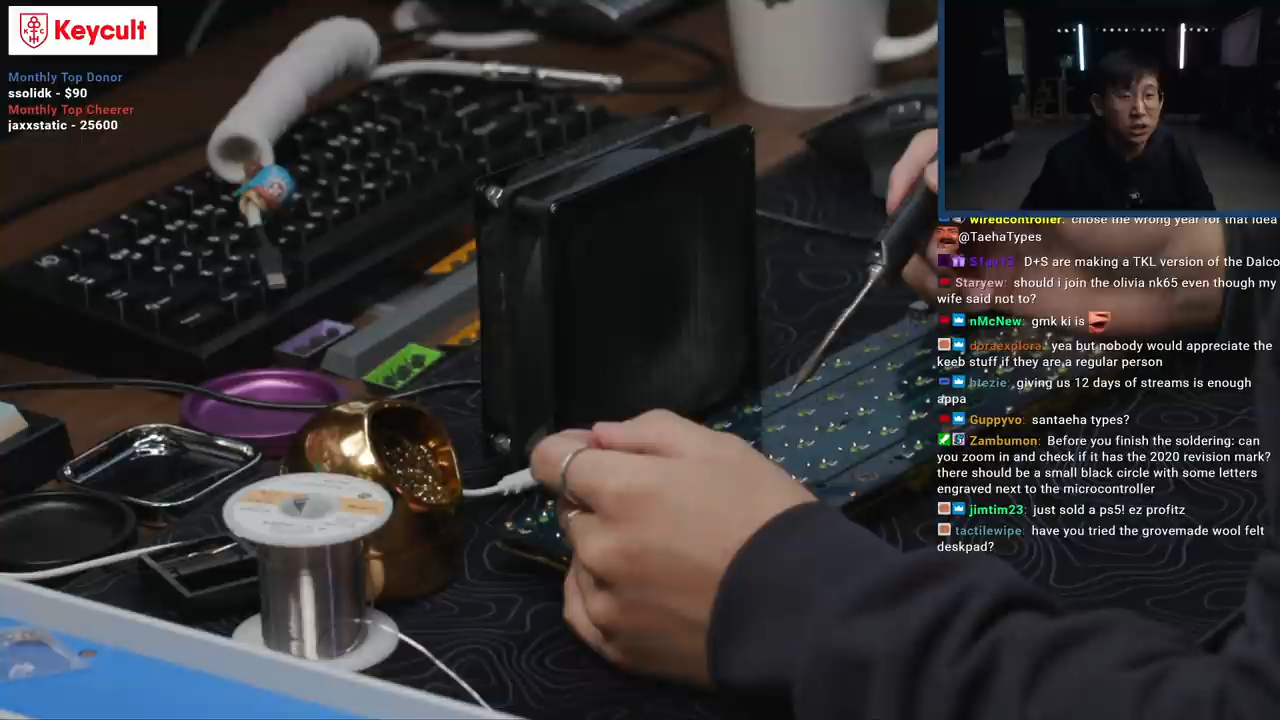 Keycult
Monthly Top Donor
ssolidk - $90
Monthly Top Cheerer
jaxxstatic - 25600
wiredcontroller: chose the wrong year for that idea
@TaehaTypes
D+S are making a TKL version of the Dalco
Staryew: should i join the olivia nk65 even though my
wife said not to?
nMcNew: gmk ki is
doraexplora: yea but nobody would appreciate the
keeb stuff if they are a regular person
btezie: giving us 12 days of streams is enough
appa
Guppyvo: santaeha types?
Zambumon: Before you finish the soldering: can
you zoom in and check if it has the 2020 revision mark?
there should be a small black circle with some letters
engraved next to the microcontroller
jimtim23: just sold a ps5! ez profitz
tactilewipe: have you tried the grovemade wool felt
deskpad?